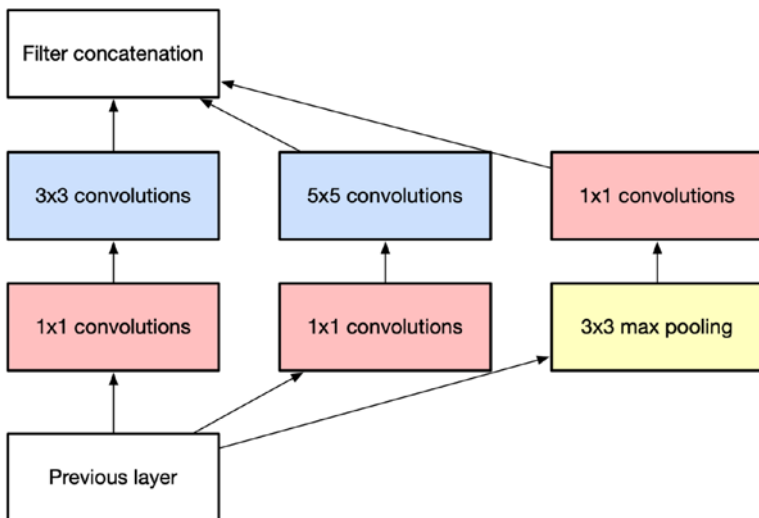 Filter concatenation
3x3 convolutions
5x5 convolutions
1x1 convolutions
1x1 convolutions
1x1 convolutions
3x3 max pooling
Previous layer